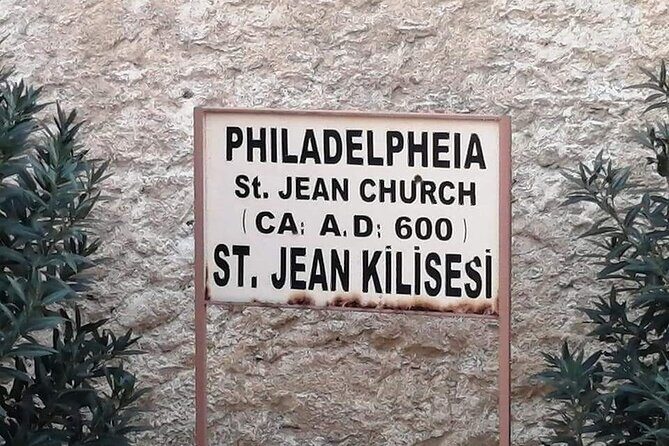 PHILADELPHEIA
St. JEAN CHURCH
( CA: A.D: 600 )
ST. JEAN KİLİSESİ